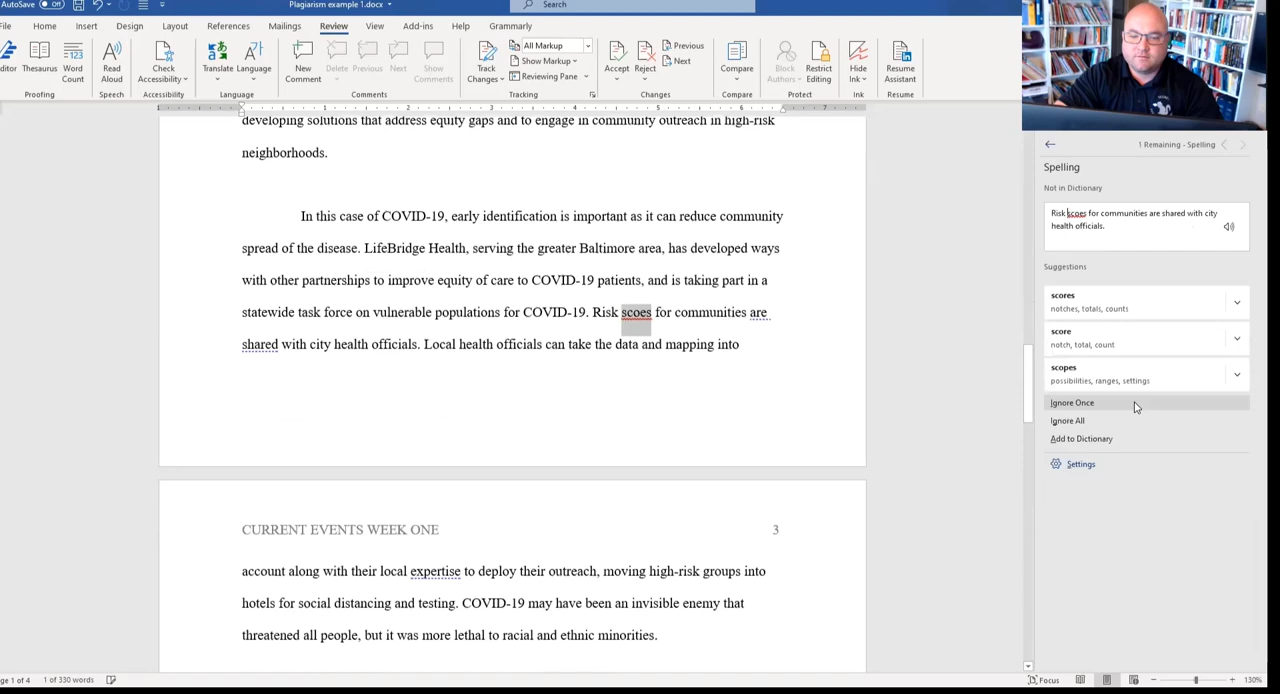 AutoSave Off Plagiarism example 1.docx Search
File Home Insert Design Layout References Mailings Review View Add-ins Help Grammarly
Thesaurus Word Count Read Aloud Check Accessibility Translate Language New Comment Delete Previous Next Show Comments Track Changes All Markup Show Markup Reviewing Pane Accept Reject Previous Next Compare Block Authors Restrict Editing Hide Ink Resume Assistant
Proofing Speech Accessibility Language Comments Tracking Changes Compare Protect Ink Resume
1 1 2 3 4 5 6 7
developing solutions that address equity gaps and to engage in community outreach in high-risk
neighborhoods.
In this case of COVID-19, early identification is important as it can reduce community
spread of the disease. LifeBridge Health, serving the greater Baltimore area, has developed ways
with other partnerships to improve equity of care to COVID-19 patients, and is taking part in a
statewide task force on vulnerable populations for COVID-19. Risk scoes for communities are
shared with city health officials. Local health officials can take the data and mapping into
CURRENT EVENTS WEEK ONE 3
account along with their local expertise to deploy their outreach, moving high-risk groups into
hotels for social distancing and testing. COVID-19 may have been an invisible enemy that
threatened all people, but it was more lethal to racial and ethnic minorities.
1 Remaining - Spelling
Spelling
Not in Dictionary
Risk scoes for communities are shared with city
health officials.
Suggestions
scores
notches, totals, counts
score
notch, total, count
scopes
possibilities, ranges, settings
Ignore Once
Ignore All
Add to Dictionary
Settings
age 1 of 4 1 of 330 words Focus 130%